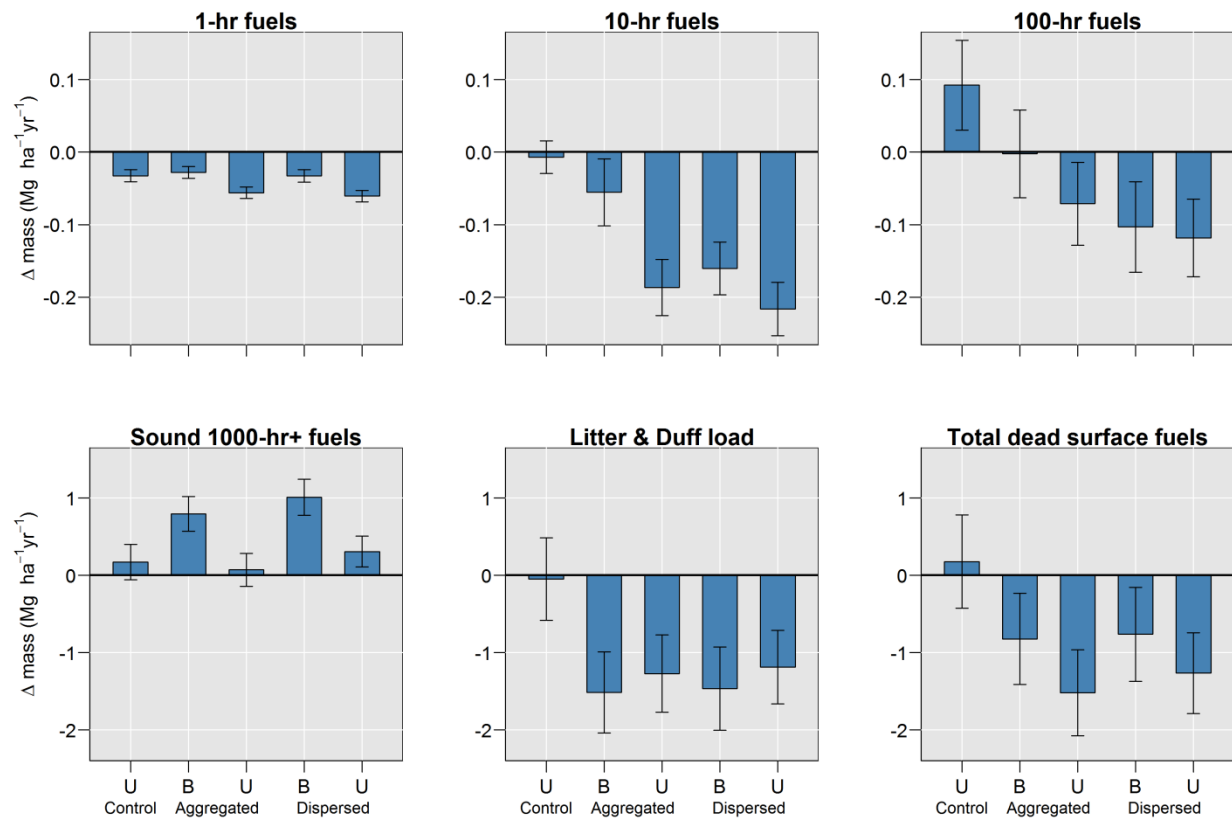 1-hr fuels
10-hr fuels
100-hr fuels
Δ mass (Mg ha⁻¹yr⁻¹)
0.1
0.0
-0.1
-0.2
0.1
0.0
-0.1
-0.2
0.1
0.0
-0.1
-0.2
Sound 1000-hr+ fuels
Litter & Duff load
Total dead surface fuels
Δ mass (Mg ha⁻¹yr⁻¹)
1
0
-1
-2
1
0
-1
-2
1
0
-1
-2
U B U B U
Control Aggregated Dispersed
U B U B U
Control Aggregated Dispersed
U B U B U
Control Aggregated Dispersed